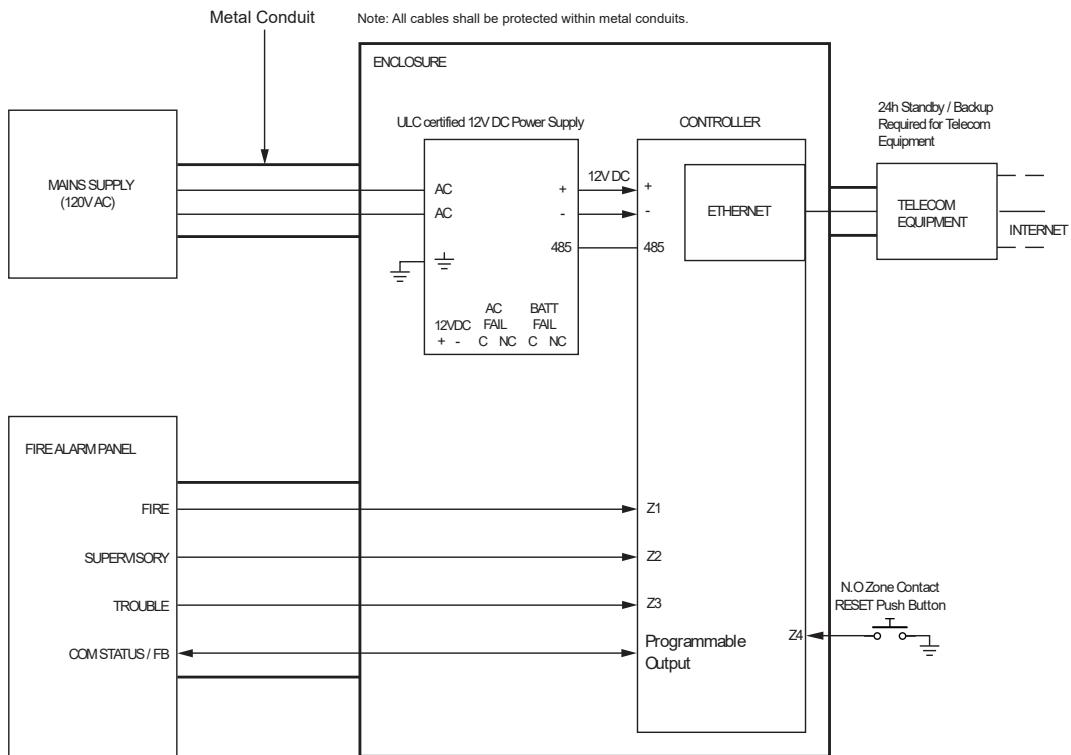 Metal Conduit
Note: All cables shall be protected within metal conduits.
ENCLOSURE
MAINS SUPPLY
(120V AC)
ULC certified 12V DC Power Supply
AC
AC
+
-
485
AC
FAIL
BATT
FAIL
12VDC
+ -
C NC
C NC
12V DC
CONTROLLER
+
-
485
ETHERNET
24h Standby / Backup
Required for Telecom
Equipment
TELECOM
EQUIPMENT
INTERNET
FIRE ALARM PANEL
FIRE
SUPERVISORY
TROUBLE
COM STATUS / FB
Z1
Z2
Z3
Programmable
Output
Z4
N.O Zone Contact
RESET Push Button